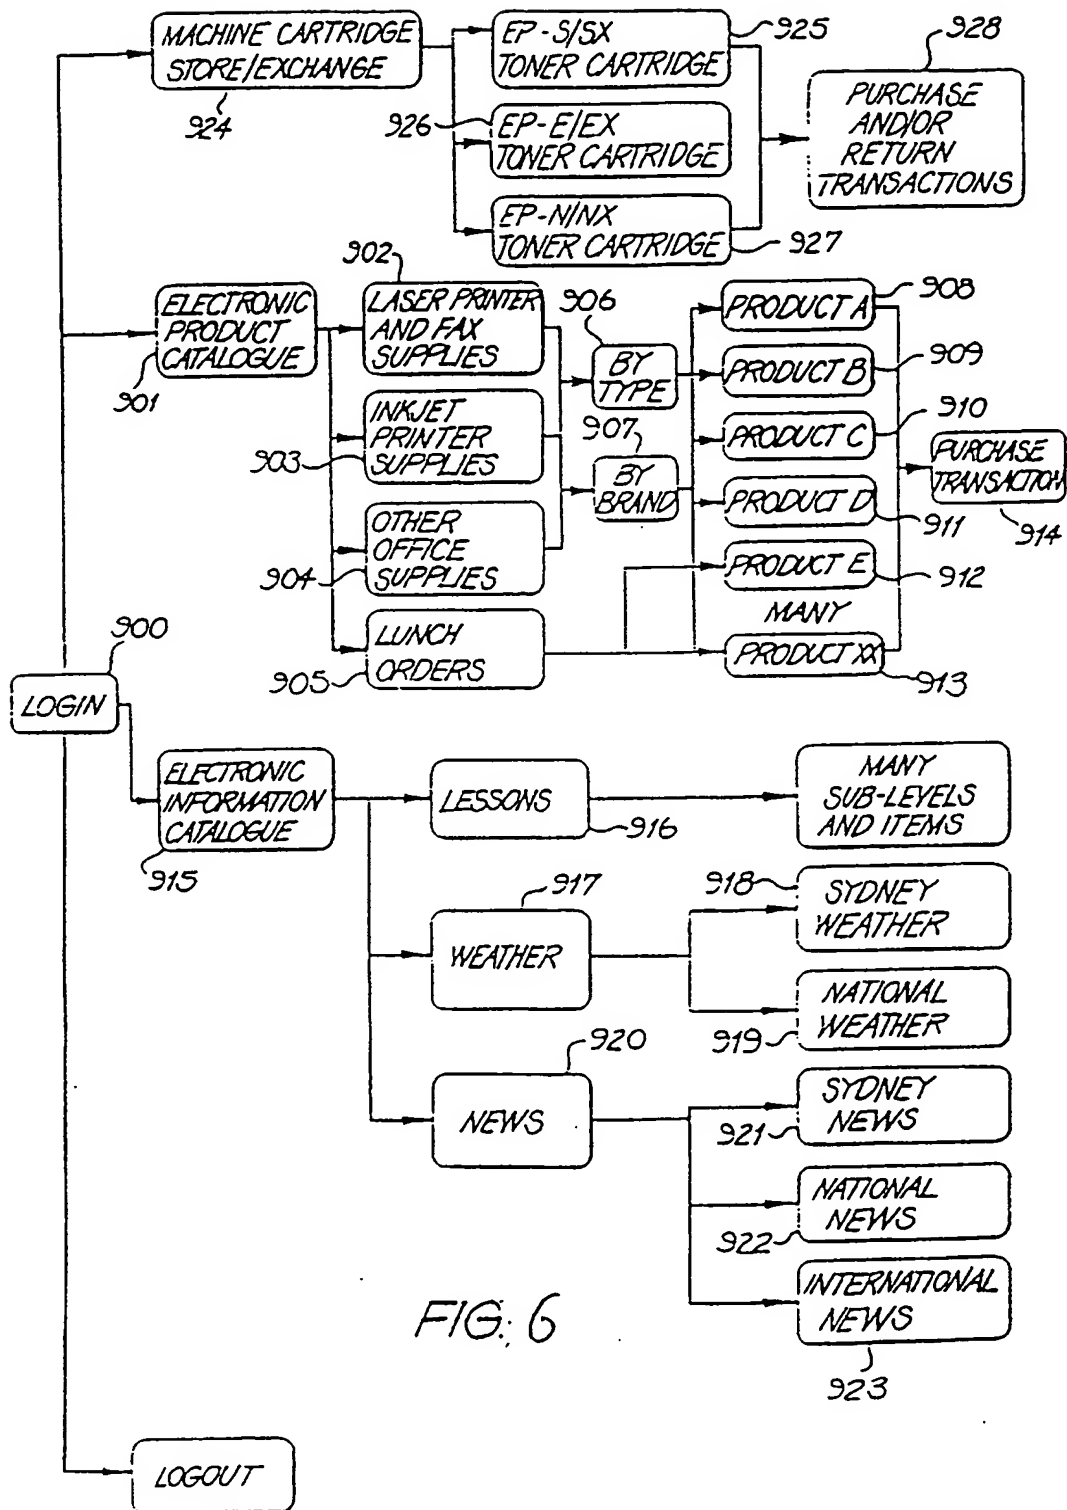 MACHINE CARTRIDGE
STORE/EXCHANGE
924
EP-S/SX
TONER CARTRIDGE
925
926
EP-E/EX
TONER CARTRIDGE
EP-N/NX
TONER CARTRIDGE
927
928
PURCHASE
AND/OR
RETURN
TRANSACTIONS
ELECTRONIC
PRODUCT
CATALOGUE
901
902
LASER PRINTER
AND FAX
SUPPLIES
INKJET
PRINTER
SUPPLIES
903
OTHER
OFFICE
SUPPLIES
904
LUNCH
ORDERS
905
906
BY
TYPE
907
BY
BRAND
PRODUCT A
908
PRODUCT B
909
PRODUCT C
910
PRODUCT D
911
PRODUCT E
912
MANY
PRODUCT XX
913
PURCHASE
TRANSACTION
914
900
LOGIN
ELECTRONIC
INFORMATION
CATALOGUE
915
LESSONS
916
MANY
SUB-LEVELS
AND ITEMS
917
WEATHER
918
SYDNEY
WEATHER
NATIONAL
WEATHER
919
920
NEWS
SYDNEY
NEWS
921
NATIONAL
NEWS
922
INTERNATIONAL
NEWS
923
FIG. 6
LOGOUT